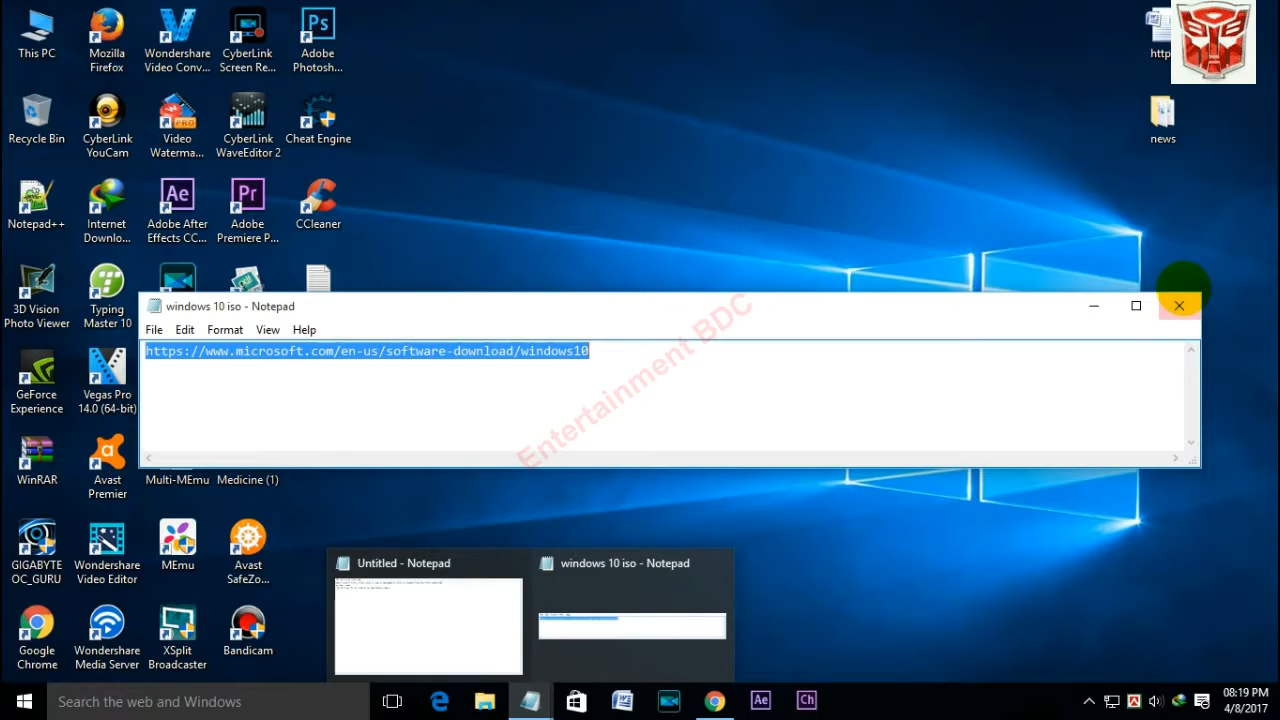 This PC
Mozilla
Firefox
Wondershare
Video Conv...
CyberLink
Screen Re...
Adobe
Photosh...
http
Recycle Bin
CyberLink
YouCam
Video
Waterma...
CyberLink
WaveEditor 2
Cheat Engine
news
Notepad++
Internet
Downlo...
Adobe After
Effects CC...
Adobe
Premiere P...
CCleaner
3D Vision
Photo Viewer
Typing
Master 10
windows 10 iso - Notepad
File Edit Format View Help
https://www.microsoft.com/en-us/software-download/windows10
Entertainment BDC
GeForce
Experience
Vegas Pro
14.0 (64-bit)
WinRAR
Avast
Premier
Multi-MEmu
Medicine (1)
GIGABYTE
OC_GURU
Wondershare
Video Editor
MEmu
Avast
SafeZo...
Untitled - Notepad
windows 10 iso - Notepad
Google
Chrome
Wondershare
Media Server
XSplit
Broadcaster
Bandicam
Search the web and Windows
08:19 PM
4/8/2017